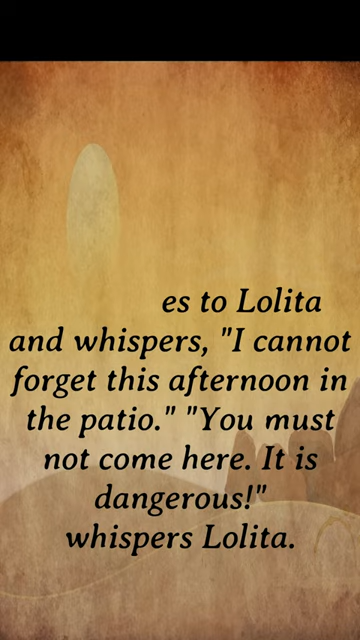 es to Lolita
and whispers, "I cannot
forget this afternoon in
the patio." "You must
not come here. It is
dangerous!"
whispers Lolita.